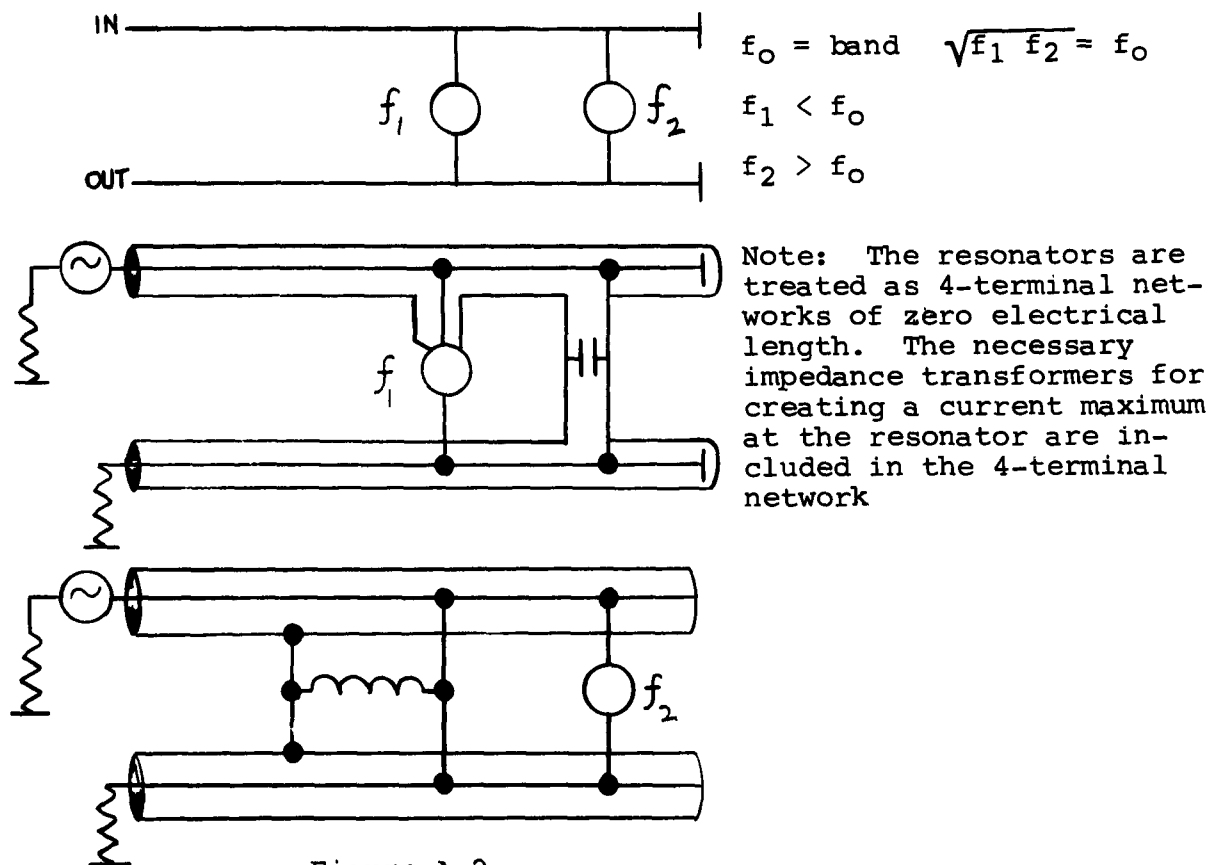 IN
f₀ = band √f₁ f₂ = f₀
f₁
f₂
f₁ < f₀
OUT
f₂ > f₀
Note: The resonators are
treated as 4-terminal net-
works of zero electrical
length. The necessary
impedance transformers for
creating a current maximum
at the resonator are in-
cluded in the 4-terminal
network
f₁
f₂